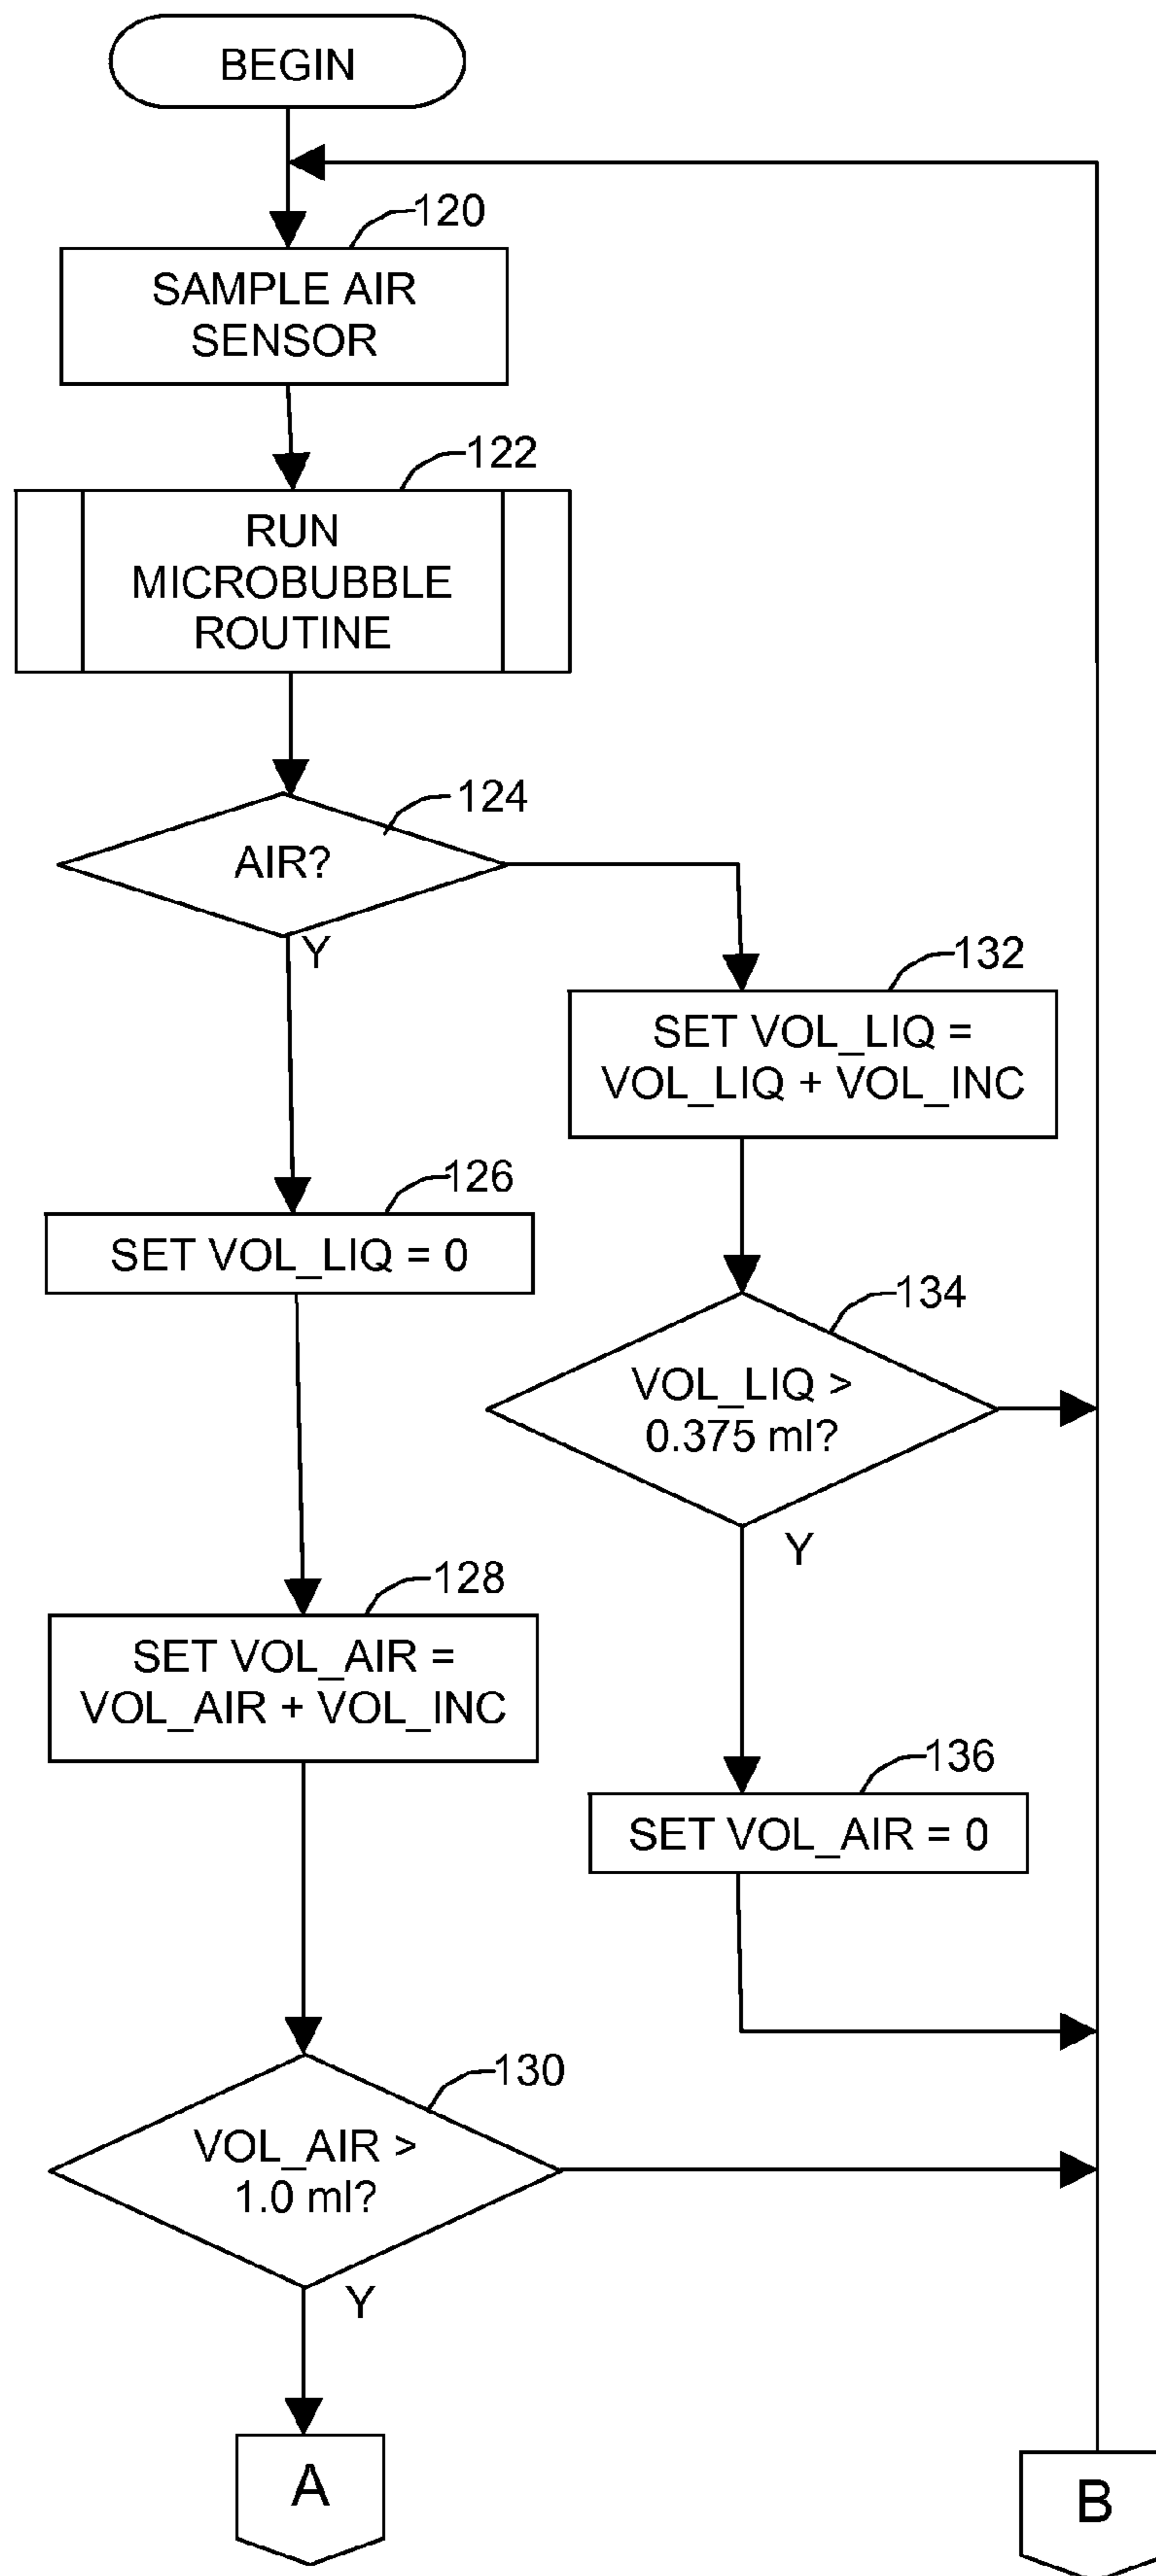 BEGIN
120
SAMPLE AIR
SENSOR
122
RUN
MICROBUBBLE
ROUTINE
124
AIR?
Y
132
SET VOL_LIQ =
VOL_LIQ + VOL_INC
126
SET VOL_LIQ = 0
134
VOL_LIQ >
0.375 ml?
Y
128
SET VOL_AIR =
VOL_AIR + VOL_INC
136
SET VOL_AIR = 0
130
VOL_AIR >
1.0 ml?
Y
A
B